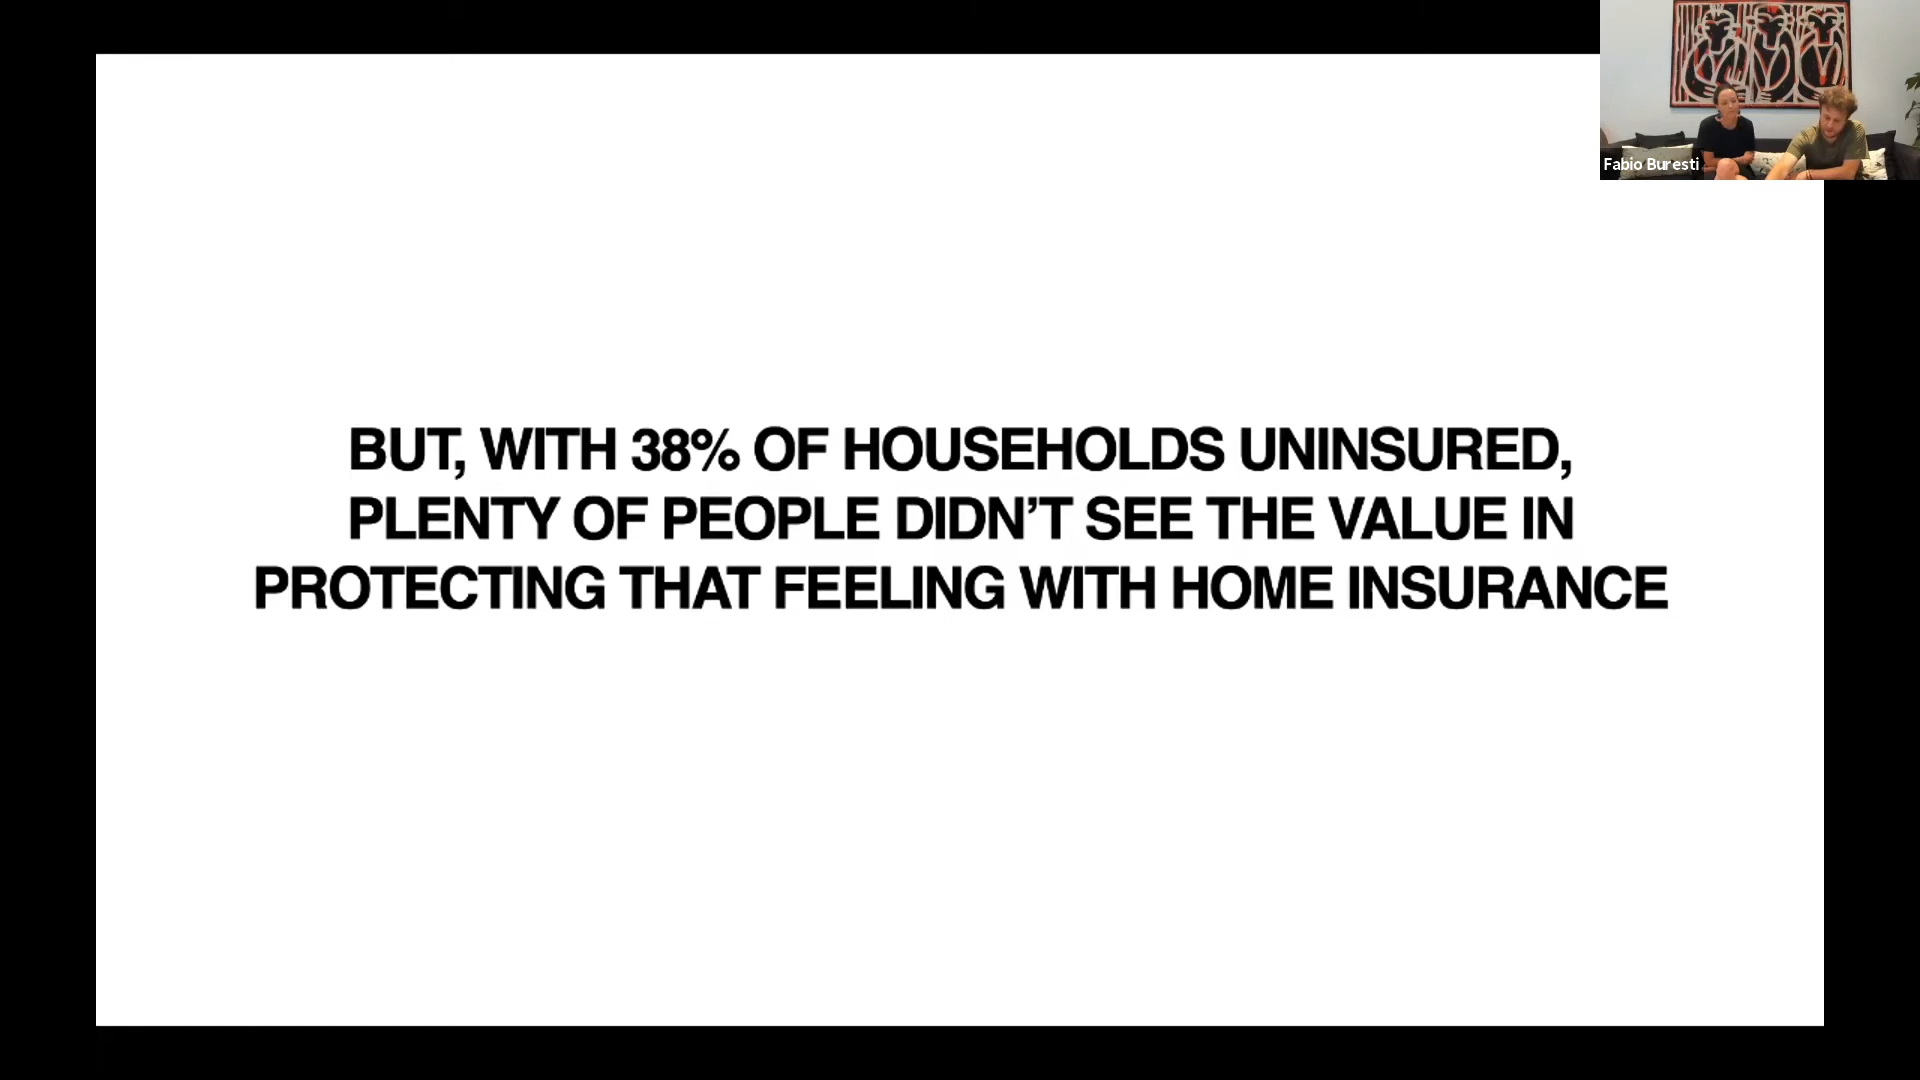 BUT, WITH 38% OF HOUSEHOLDS UNINSURED,
PLENTY OF PEOPLE DIDN’T SEE THE VALUE IN
PROTECTING THAT FEELING WITH HOME INSURANCE
Fabio Buresti